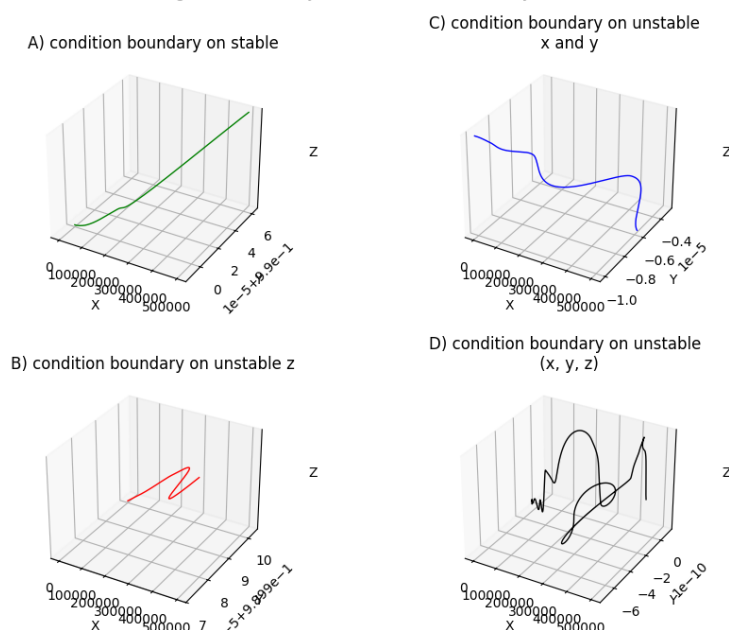 A) condition boundary on stable
Z
0
100000
200000
300000
400000
500000
X
0
2
4
6
C) condition boundary on unstable
x and y
Z
0
100000
200000
300000
400000
500000
X
−1.0
−0.8
−0.6
−0.4
Y
1e−5
B) condition boundary on unstable z
Z
0
100000
200000
300000
400000
500000
X
7
8
9
10
D) condition boundary on unstable
(x, y, z)
Z
0
100000
200000
300000
400000
500000
X
−6
−4
−2
0
1e−10